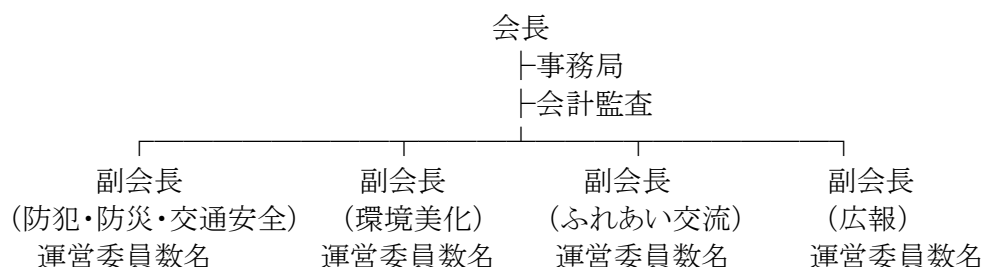 会長
├事務局
├会計監査
副会長 副会長 副会長 副会長
(防犯・防災・交通安全) (環境美化) (ふれあい交流) (広報)
運営委員数名 運営委員数名 運営委員数名 運営委員数名